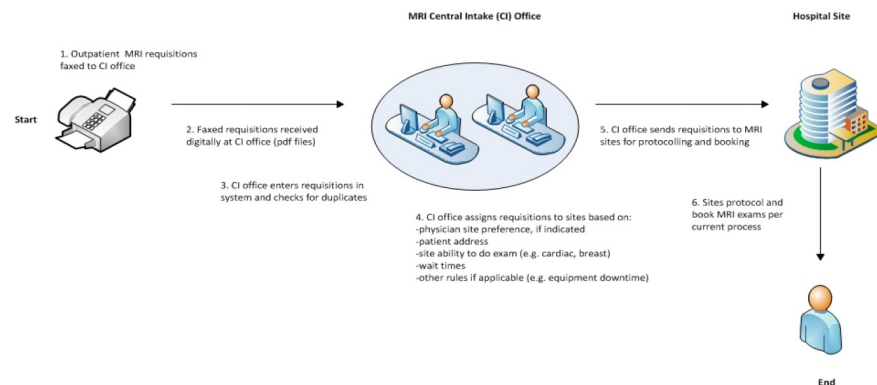 MRI Central Intake (CI) Office
Hospital Site
1. Outpatient MRI requisitions
faxed to CI office
Start
2. Faxed requisitions received
digitally at CI office (pdf files)
5. CI office sends requisitions to MRI
sites for protocolling and booking
3. CI office enters requisitions in
system and checks for duplicates
4. CI office assigns requisitions to sites based on:
-physician site preference, if indicated
-patient address
-site ability to do exam (e.g. cardiac, breast)
-wait times
-other rules if applicable (e.g. equipment downtime)
6. Sites protocol and
book MRI exams per
current process
End